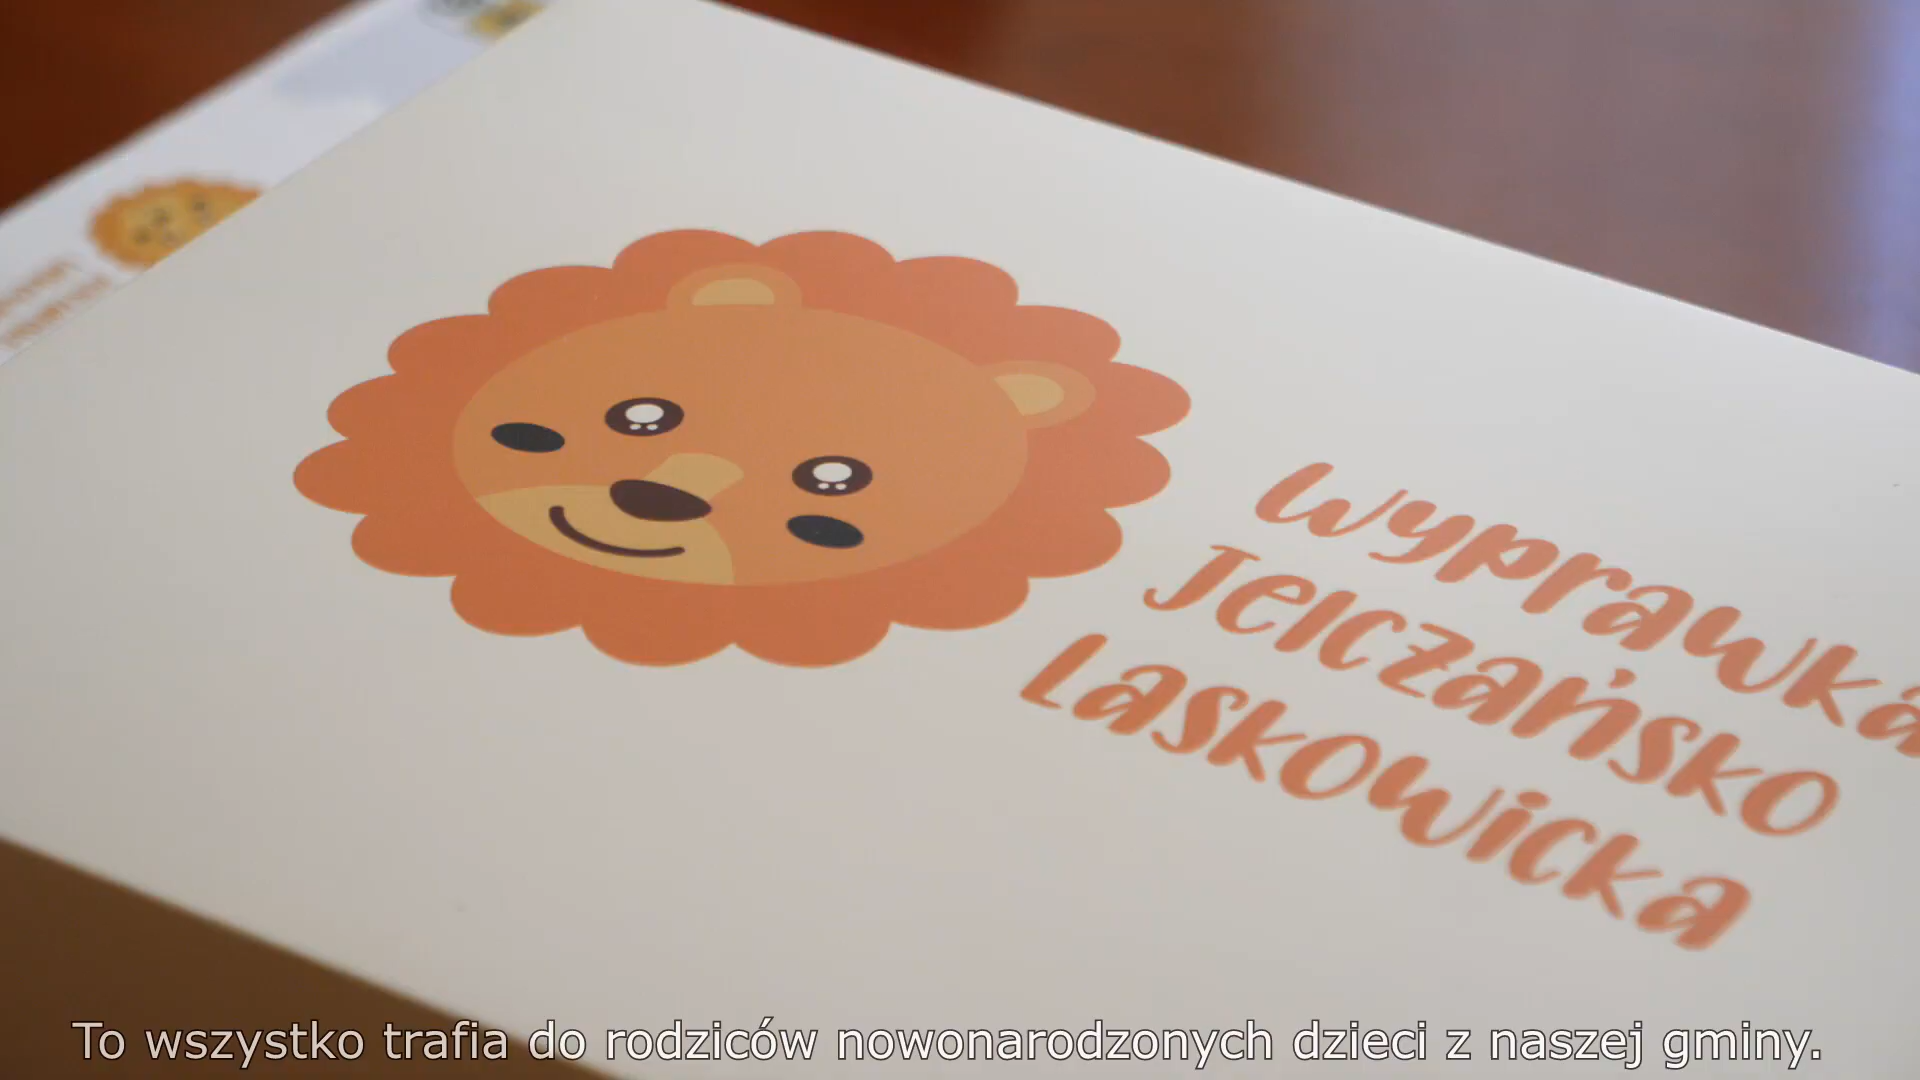 Wyprawka
Jelczańsko
Laskowicka
To wszystko trafia do rodziców nowonarodzonych dzieci z naszej gminy.